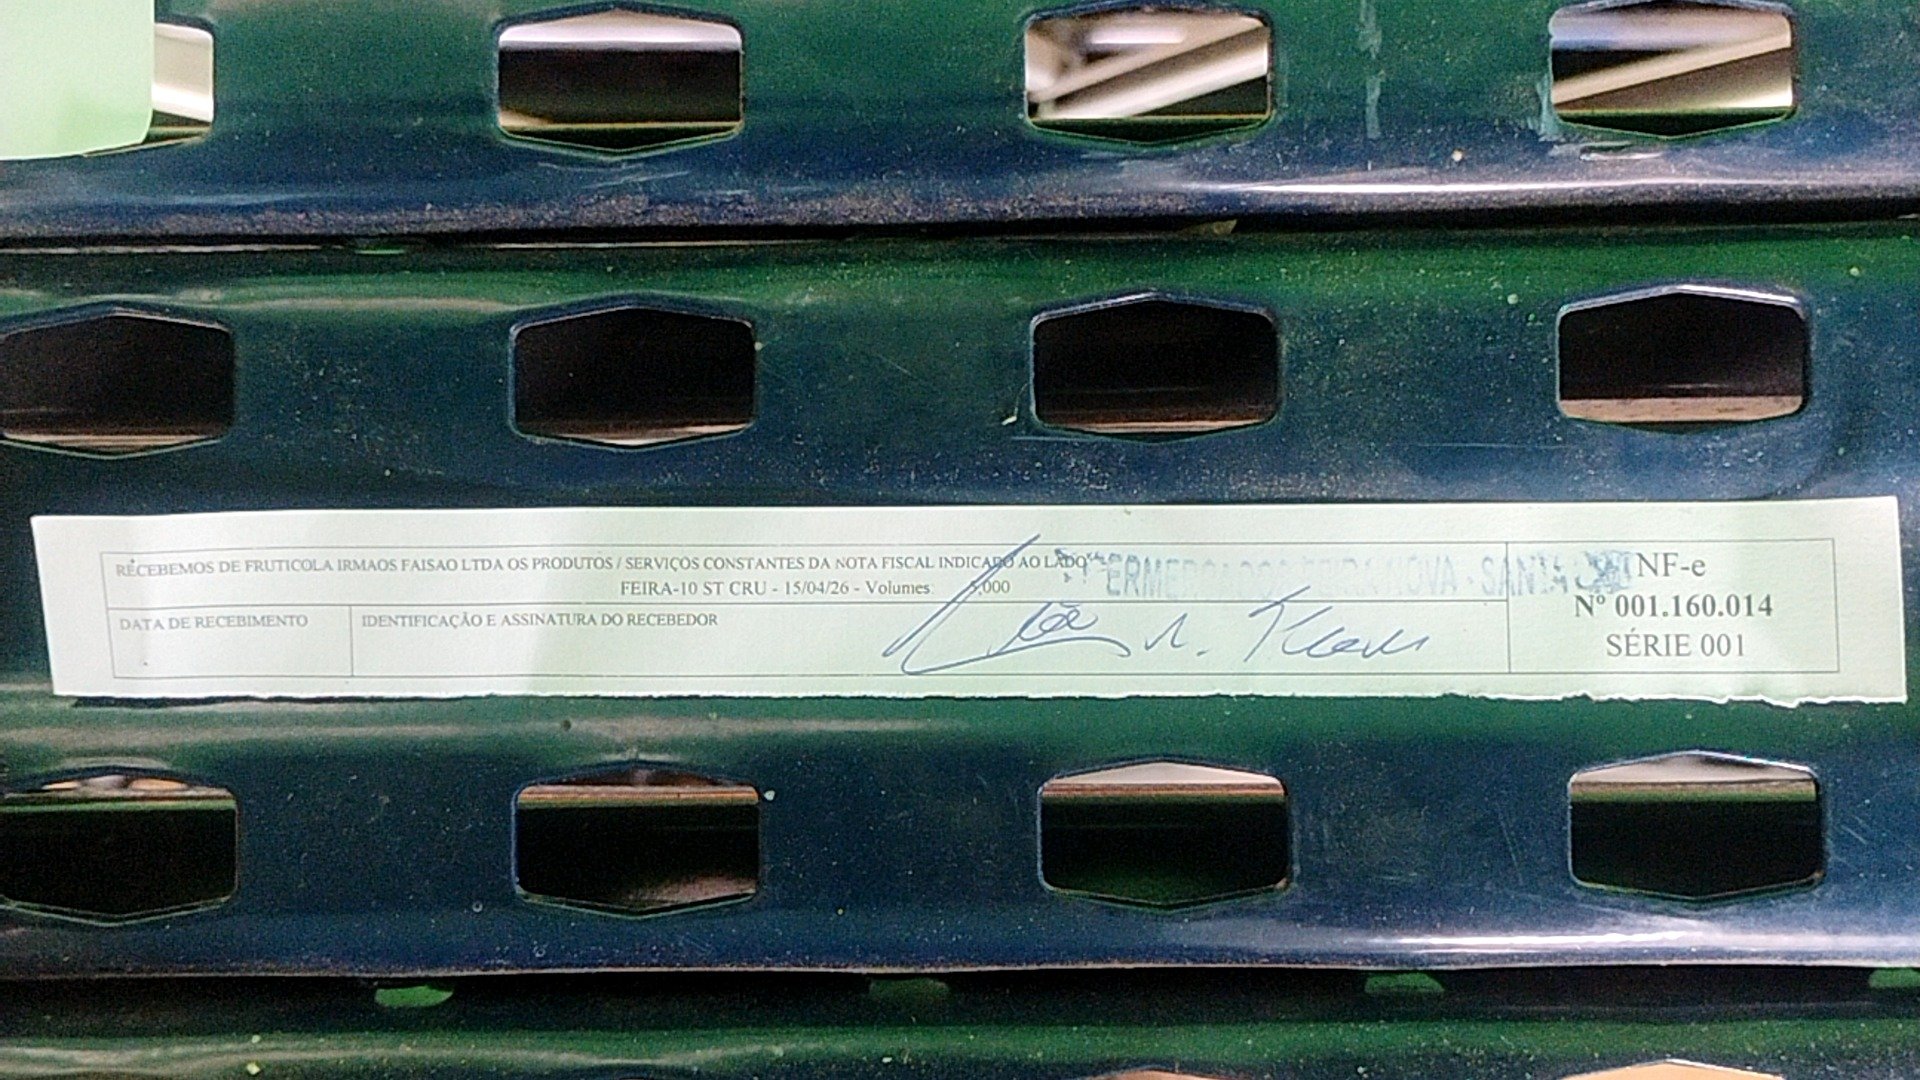 RECEBEMOS DE FRUTICOLA IRMAOS FAISAO LTDA OS PRODUTOS / SERVIÇOS CONSTANTES DA NOTA FISCAL INDICADO AO LADO
FEIRA-10 ST CRU - 15/04/26 - Volumes: ,000
DATA DE RECEBIMENTO
IDENTIFICAÇÃO E ASSINATURA DO RECEBEDOR
NF-e
Nº 001.160.014
SÉRIE 001